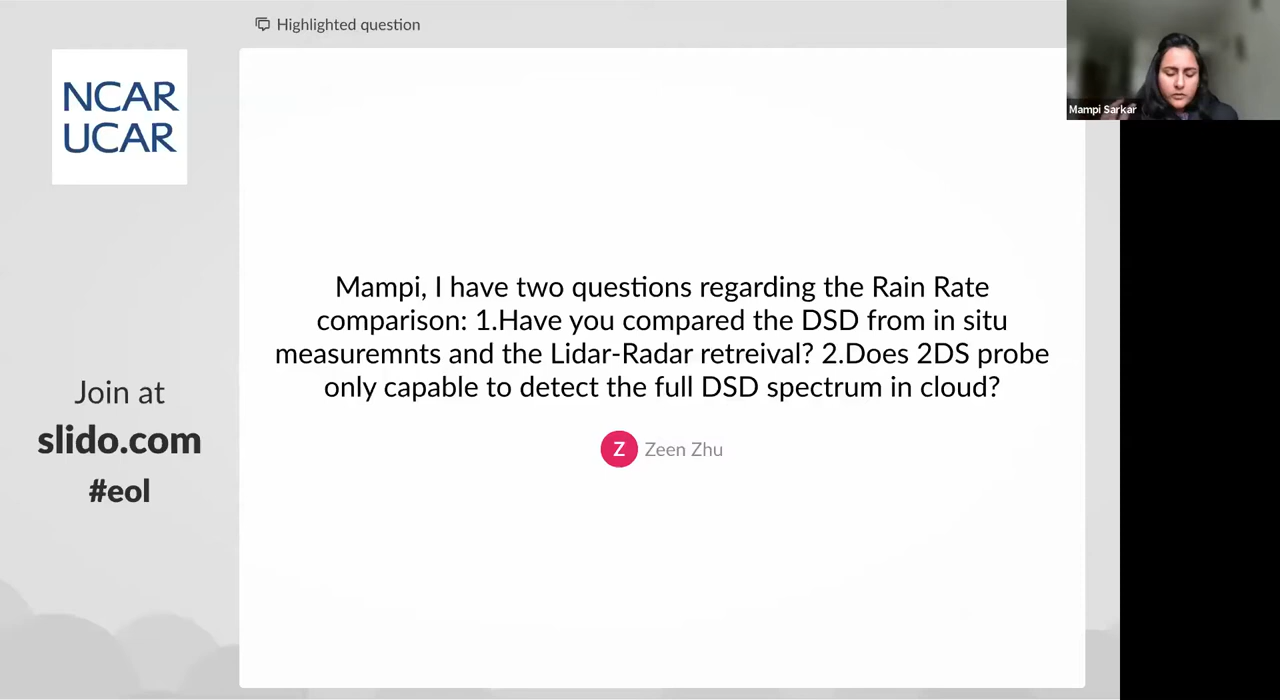 Highlighted question
NCAR
UCAR
Mampi Sarkar
Mampi, I have two questions regarding the Rain Rate
comparison: 1.Have you compared the DSD from in situ
measuremnts and the Lidar-Radar retreival? 2.Does 2DS probe
only capable to detect the full DSD spectrum in cloud?
Z
Zeen Zhu
Join at
slido.com
#eol